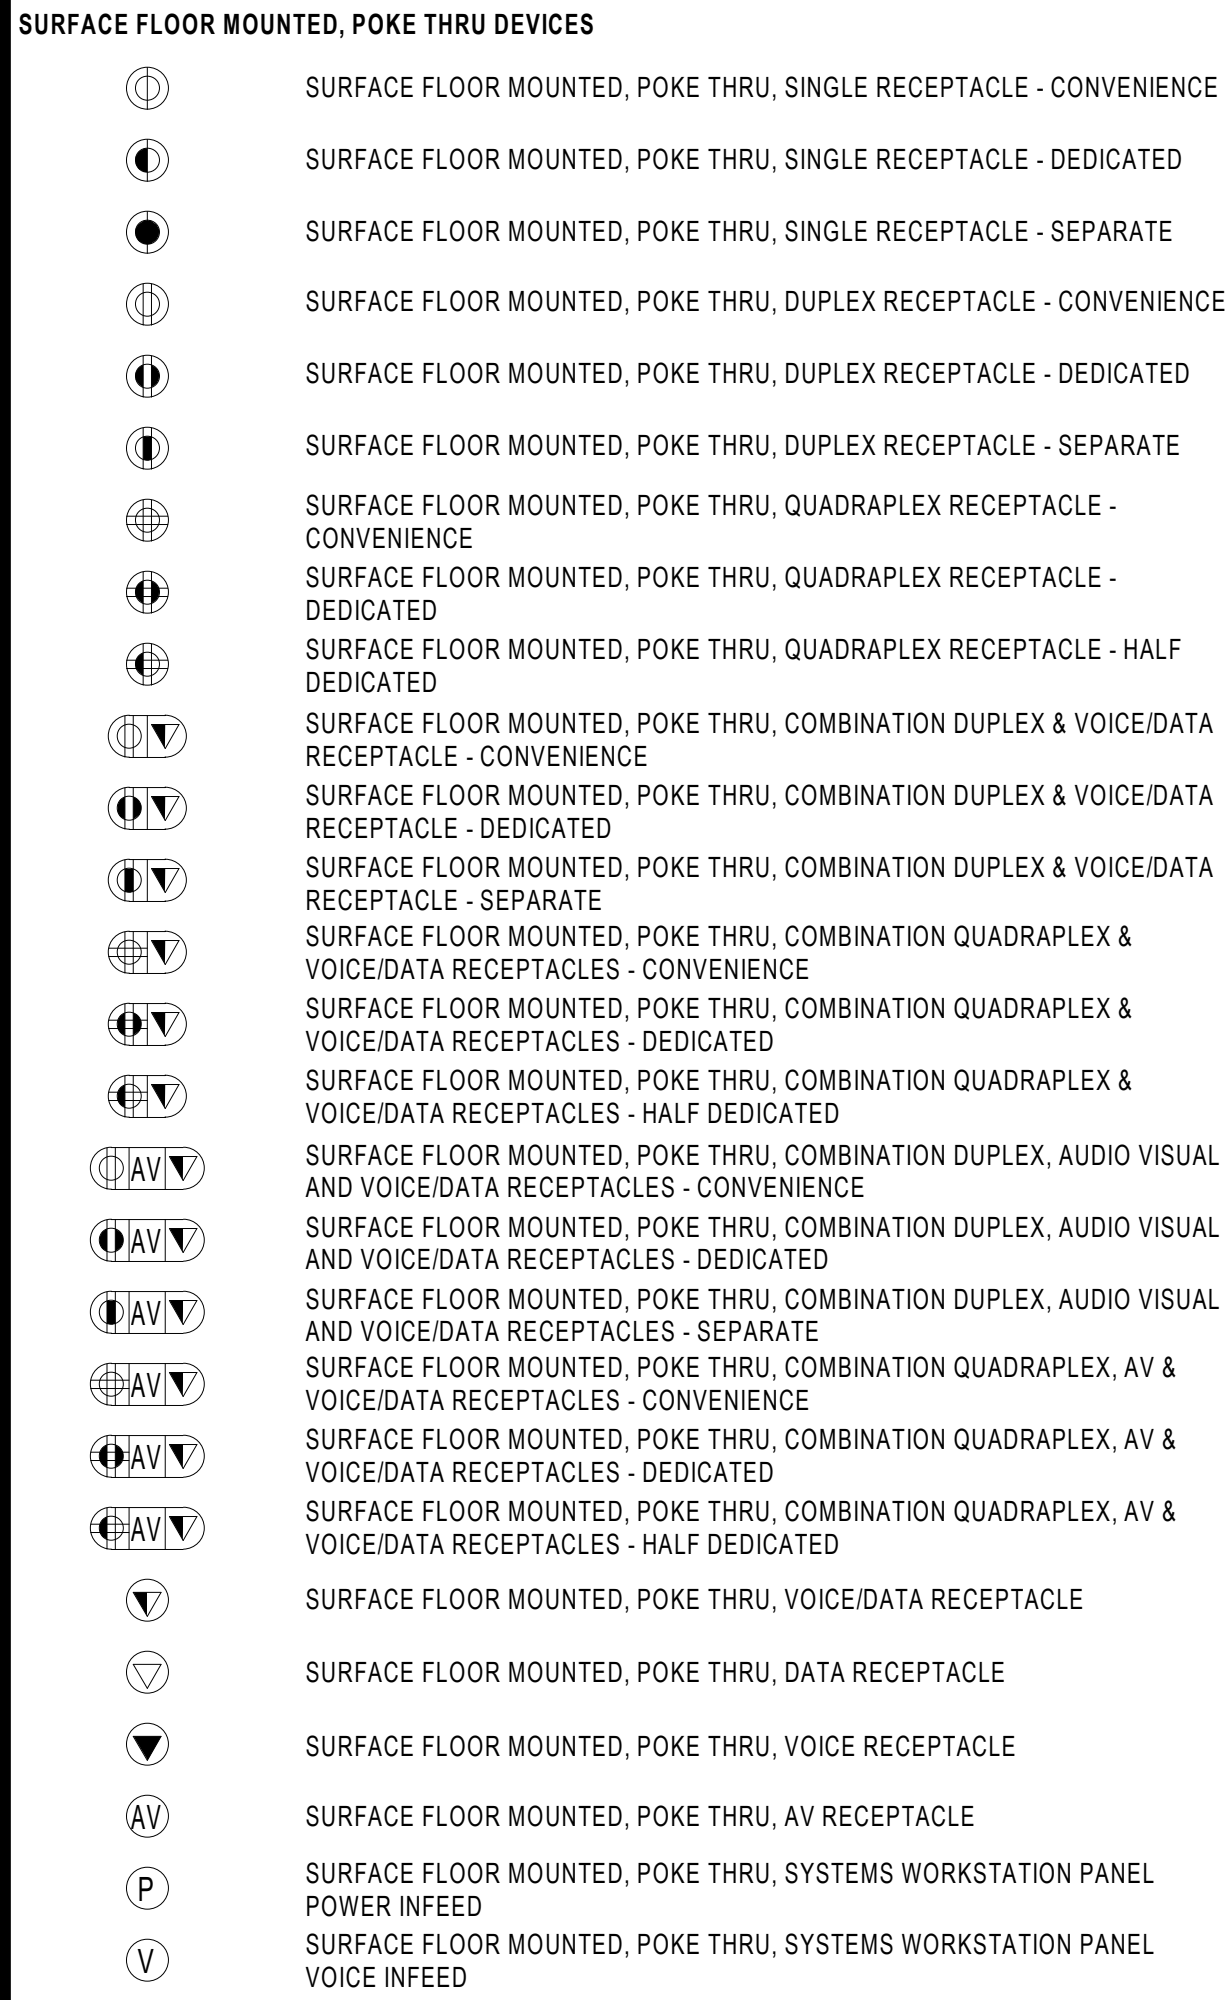 SURFACE FLOOR MOUNTED, POKE THRU DEVICES
SURFACE FLOOR MOUNTED, POKE THRU, SINGLE RECEPTACLE - CONVENIENCE
SURFACE FLOOR MOUNTED, POKE THRU, SINGLE RECEPTACLE - DEDICATED
SURFACE FLOOR MOUNTED, POKE THRU, SINGLE RECEPTACLE - SEPARATE
SURFACE FLOOR MOUNTED, POKE THRU, DUPLEX RECEPTACLE - CONVENIENCE
SURFACE FLOOR MOUNTED, POKE THRU, DUPLEX RECEPTACLE - DEDICATED
SURFACE FLOOR MOUNTED, POKE THRU, DUPLEX RECEPTACLE - SEPARATE
SURFACE FLOOR MOUNTED, POKE THRU, QUADRAPLEX RECEPTACLE -
CONVENIENCE
SURFACE FLOOR MOUNTED, POKE THRU, QUADRAPLEX RECEPTACLE -
DEDICATED
SURFACE FLOOR MOUNTED, POKE THRU, QUADRAPLEX RECEPTACLE - HALF
DEDICATED
SURFACE FLOOR MOUNTED, POKE THRU, COMBINATION DUPLEX & VOICE/DATA
RECEPTACLE - CONVENIENCE
SURFACE FLOOR MOUNTED, POKE THRU, COMBINATION DUPLEX & VOICE/DATA
RECEPTACLE - DEDICATED
SURFACE FLOOR MOUNTED, POKE THRU, COMBINATION DUPLEX & VOICE/DATA
RECEPTACLE - SEPARATE
SURFACE FLOOR MOUNTED, POKE THRU, COMBINATION QUADRAPLEX &
VOICE/DATA RECEPTACLES - CONVENIENCE
SURFACE FLOOR MOUNTED, POKE THRU, COMBINATION QUADRAPLEX &
VOICE/DATA RECEPTACLES - DEDICATED
SURFACE FLOOR MOUNTED, POKE THRU, COMBINATION QUADRAPLEX &
VOICE/DATA RECEPTACLES - HALF DEDICATED
AV
SURFACE FLOOR MOUNTED, POKE THRU, COMBINATION DUPLEX, AUDIO VISUAL
AND VOICE/DATA RECEPTACLES - CONVENIENCE
AV
SURFACE FLOOR MOUNTED, POKE THRU, COMBINATION DUPLEX, AUDIO VISUAL
AND VOICE/DATA RECEPTACLES - DEDICATED
AV
SURFACE FLOOR MOUNTED, POKE THRU, COMBINATION DUPLEX, AUDIO VISUAL
AND VOICE/DATA RECEPTACLES - SEPARATE
AV
SURFACE FLOOR MOUNTED, POKE THRU, COMBINATION QUADRAPLEX, AV &
VOICE/DATA RECEPTACLES - CONVENIENCE
AV
SURFACE FLOOR MOUNTED, POKE THRU, COMBINATION QUADRAPLEX, AV &
VOICE/DATA RECEPTACLES - DEDICATED
AV
SURFACE FLOOR MOUNTED, POKE THRU, COMBINATION QUADRAPLEX, AV &
VOICE/DATA RECEPTACLES - HALF DEDICATED
SURFACE FLOOR MOUNTED, POKE THRU, VOICE/DATA RECEPTACLE
SURFACE FLOOR MOUNTED, POKE THRU, DATA RECEPTACLE
SURFACE FLOOR MOUNTED, POKE THRU, VOICE RECEPTACLE
AV SURFACE FLOOR MOUNTED, POKE THRU, AV RECEPTACLE
P
SURFACE FLOOR MOUNTED, POKE THRU, SYSTEMS WORKSTATION PANEL
POWER INFEED
V
SURFACE FLOOR MOUNTED, POKE THRU, SYSTEMS WORKSTATION PANEL
VOICE INFEED